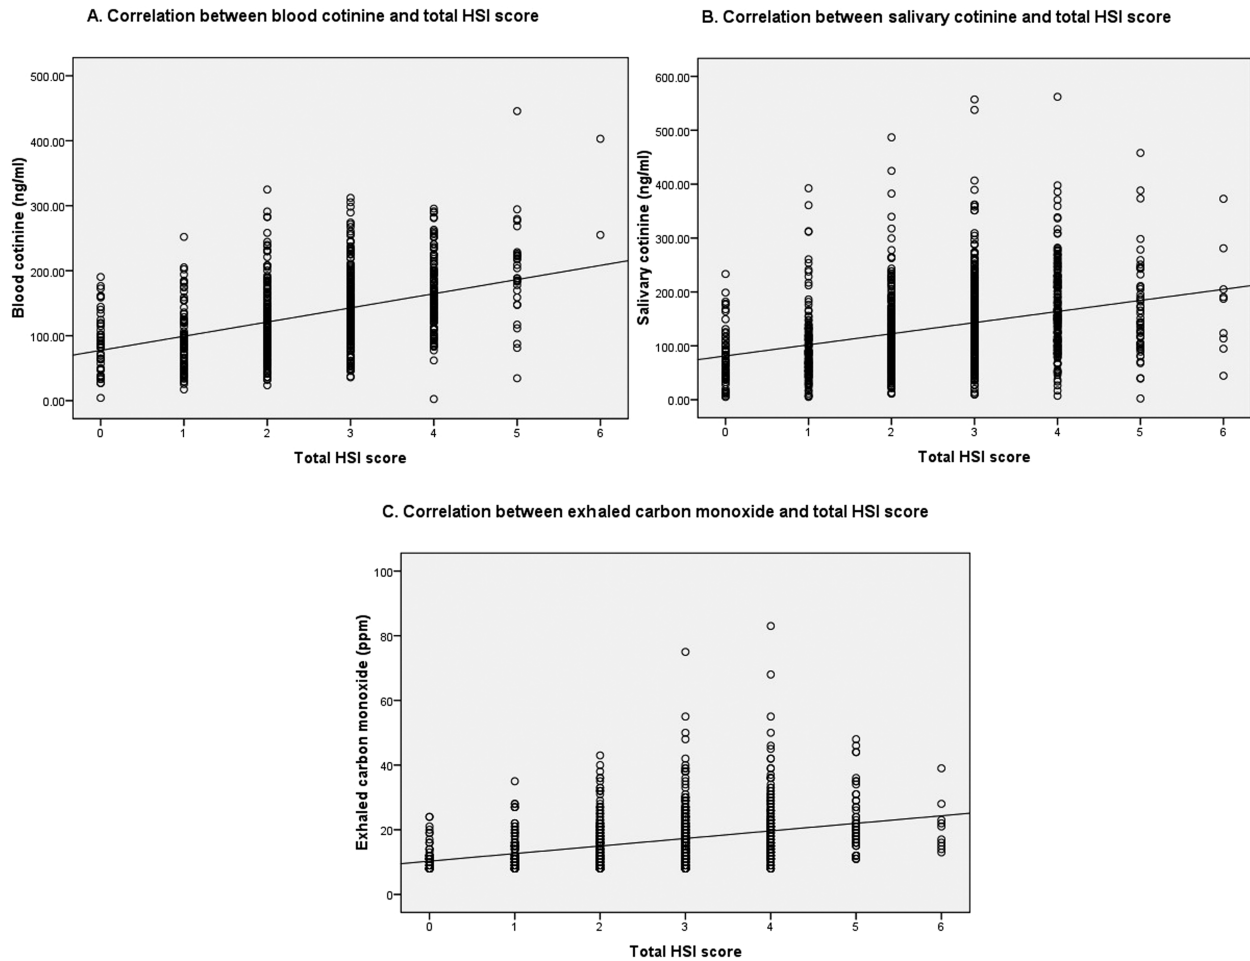 A. Correlation between blood cotinine and total HSI score
500.00
400.00
300.00
200.00
100.00
0.00
Blood cotinine (ng/ml)
0 1 2 3 4 5 6
Total HSI score
B. Correlation between salivary cotinine and total HSI score
600.00
500.00
400.00
300.00
200.00
100.00
0.00
Salivary cotinine (ng/ml)
0 1 2 3 4 5 6
Total HSI score
C. Correlation between exhaled carbon monoxide and total HSI score
100
80
60
40
20
0
Exhaled carbon monoxide (ppm)
0 1 2 3 4 5 6
Total HSI score